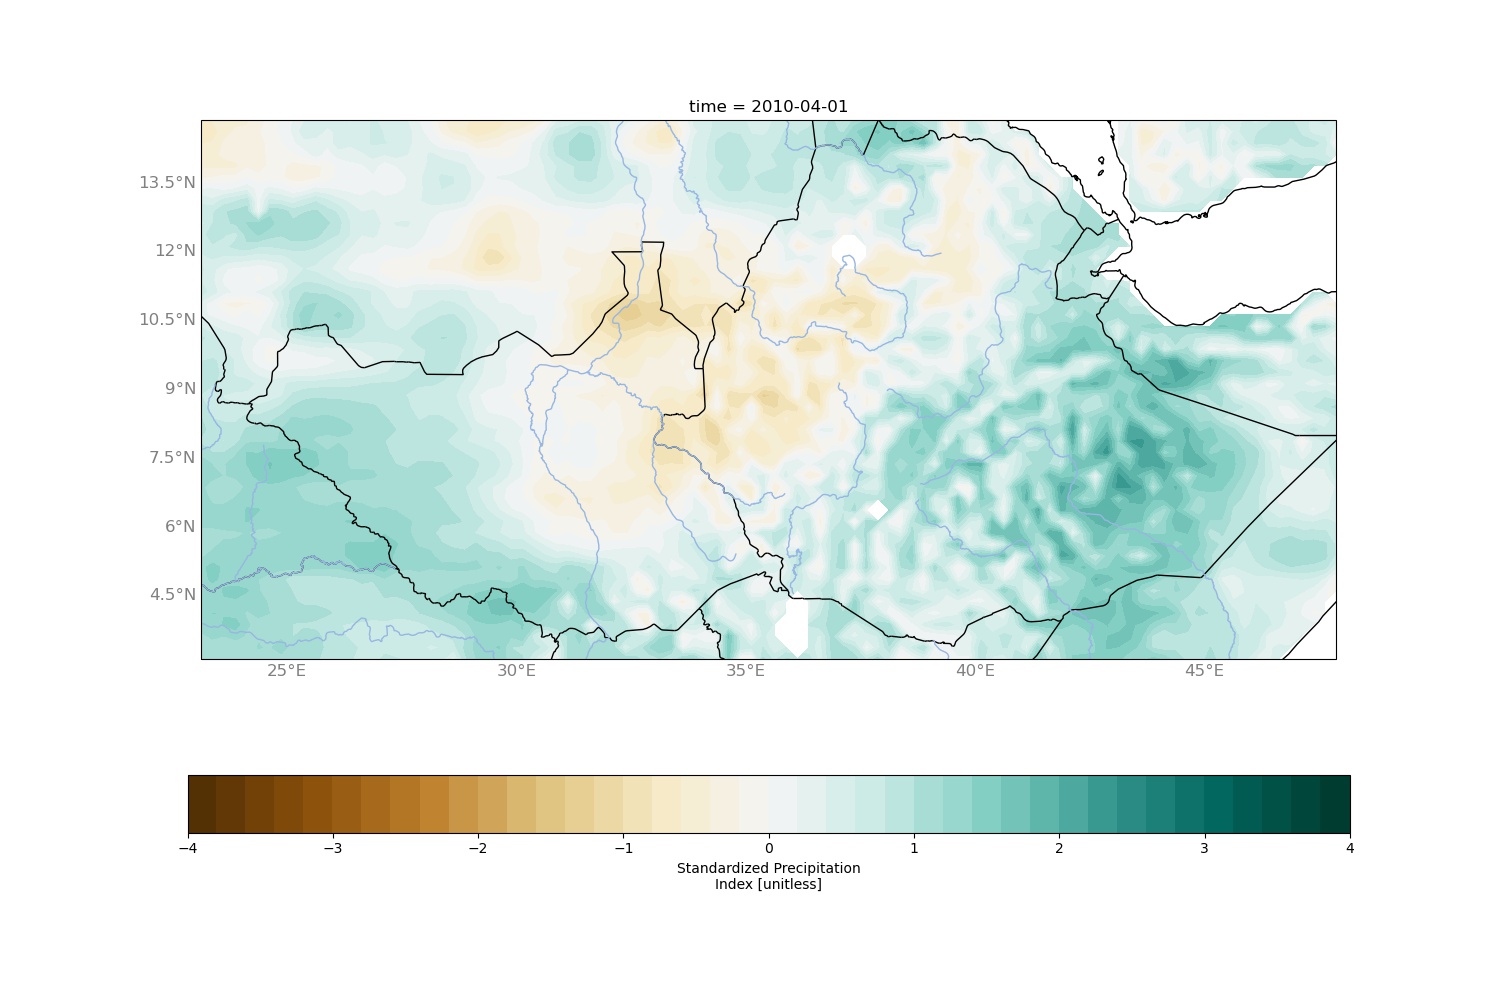 time = 2010-04-01
13.5°N
12°N
10.5°N
9°N
7.5°N
6°N
4.5°N
25°E 30°E 35°E 40°E 45°E
−4 −3 −2 −1 0 1 2 3 4
Standardized Precipitation
Index [unitless]